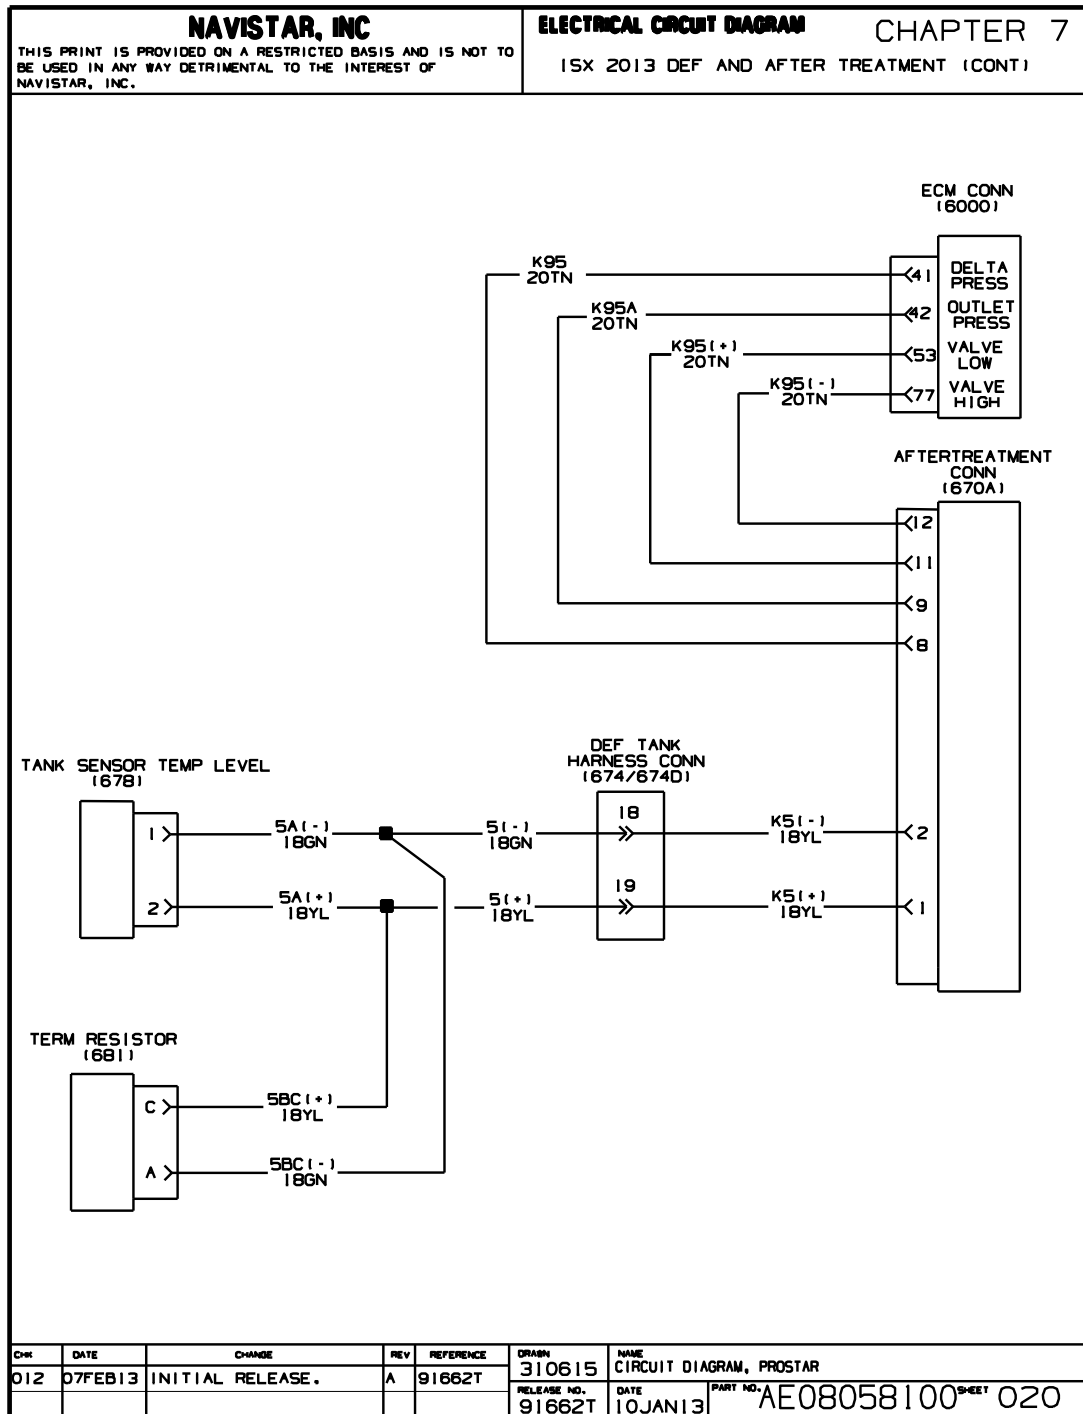 NAVISTAR, INC
THIS PRINT IS PROVIDED ON A RESTRICTED BASIS AND IS NOT TO
BE USED IN ANY WAY DETRIMENTAL TO THE INTEREST OF
NAVISTAR, INC.
ELECTRICAL CIRCUIT DIAGRAM
CHAPTER 7
ISX 2013 DEF AND AFTER TREATMENT (CONT)
ECM CONN
(6000)
K95
20TN
41
DELTA
PRESS
K95A
20TN
42
OUTLET
PRESS
K95(+)
20TN
53
VALVE
LOW
K95(-)
20TN
77
VALVE
HIGH
AFTERTREATMENT
CONN
(670A)
12
11
9
8
TANK SENSOR TEMP LEVEL
(678)
DEF TANK
HARNESS CONN
(674/674D)
1
5A(-)
18GN
5(-)
18GN
18
K5(-)
18YL
2
2
5A(+)
18YL
5(+)
18YL
19
K5(+)
18YL
1
TERM RESISTOR
(681)
C
5BC(+)
18YL
A
5BC(-)
18GN
CHK DATE CHANGE REV REFERENCE
012 07FEB13 INITIAL RELEASE. A 91662T
DRAWN
310615
NAME
CIRCUIT DIAGRAM, PROSTAR
RELEASE NO.
91662T
DATE
10JAN13
PART NO. AE08058100 SHEET 020